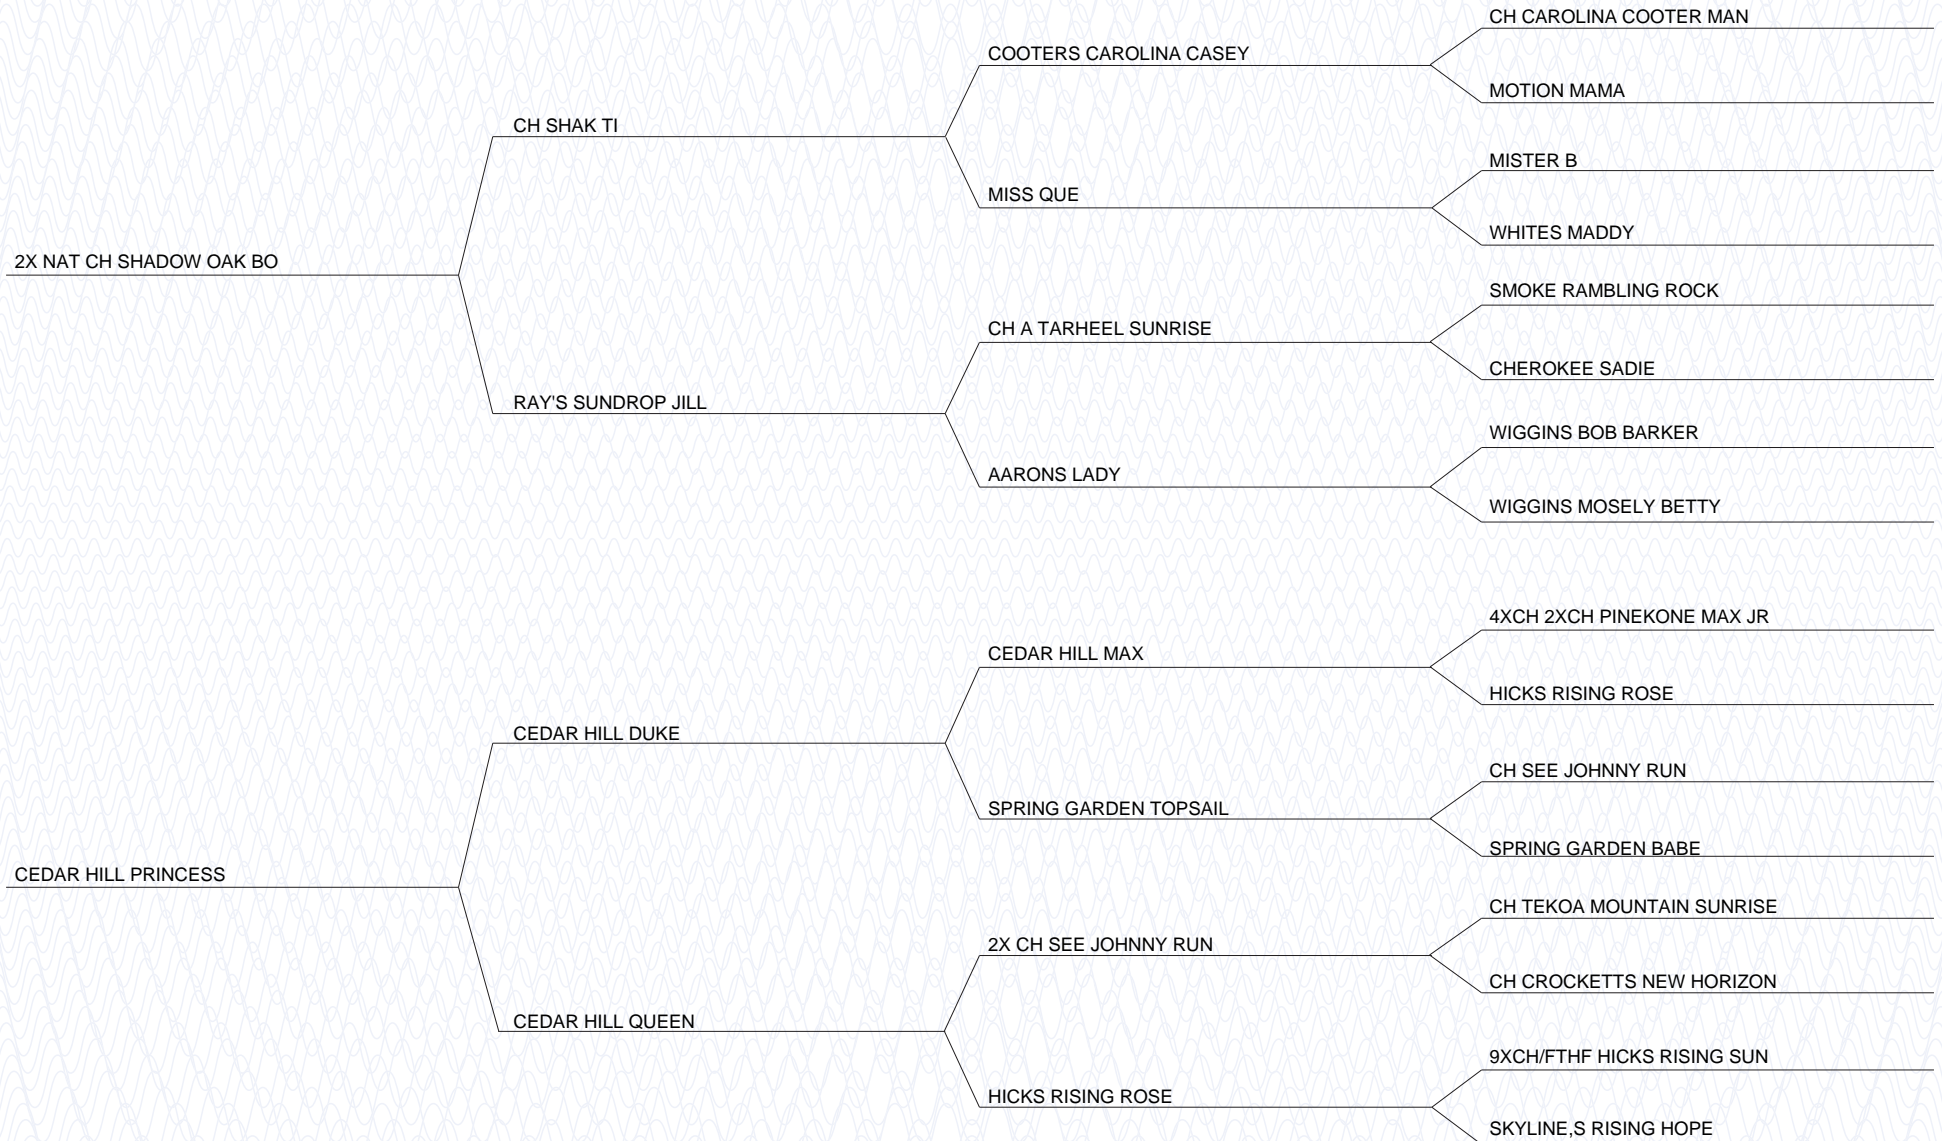 CH CAROLINA COOTER MAN
COOTERS CAROLINA CASEY
MOTION MAMA
CH SHAK TI
MISTER B
MISS QUE
WHITES MADDY
2X NAT CH SHADOW OAK BO
SMOKE RAMBLING ROCK
CH A TARHEEL SUNRISE
CHEROKEE SADIE
RAY'S SUNDROP JILL
WIGGINS BOB BARKER
AARONS LADY
WIGGINS MOSELY BETTY
4XCH 2XCH PINEKONE MAX JR
CEDAR HILL MAX
HICKS RISING ROSE
CEDAR HILL DUKE
CH SEE JOHNNY RUN
SPRING GARDEN TOPSAIL
SPRING GARDEN BABE
CEDAR HILL PRINCESS
CH TEKOA MOUNTAIN SUNRISE
2X CH SEE JOHNNY RUN
CH CROCKETTS NEW HORIZON
CEDAR HILL QUEEN
9XCH/FTHF HICKS RISING SUN
HICKS RISING ROSE
SKYLINE,S RISING HOPE